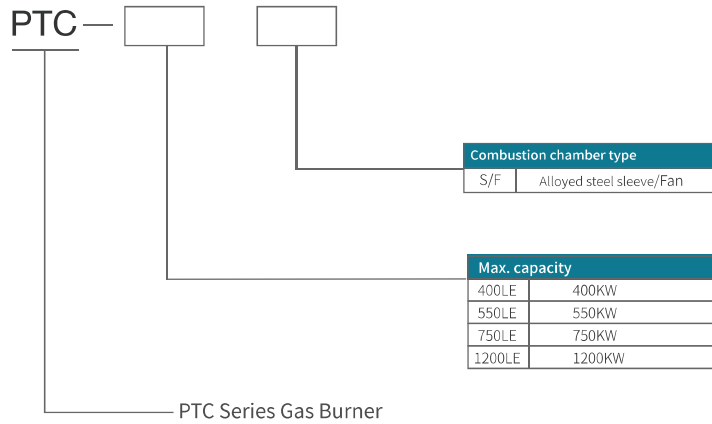 PTC —
Combustion chamber type
S/F Alloyed steel sleeve/Fan
Max. capacity
400LE 400KW
550LE 550KW
750LE 750KW
1200LE 1200KW
PTC Series Gas Burner